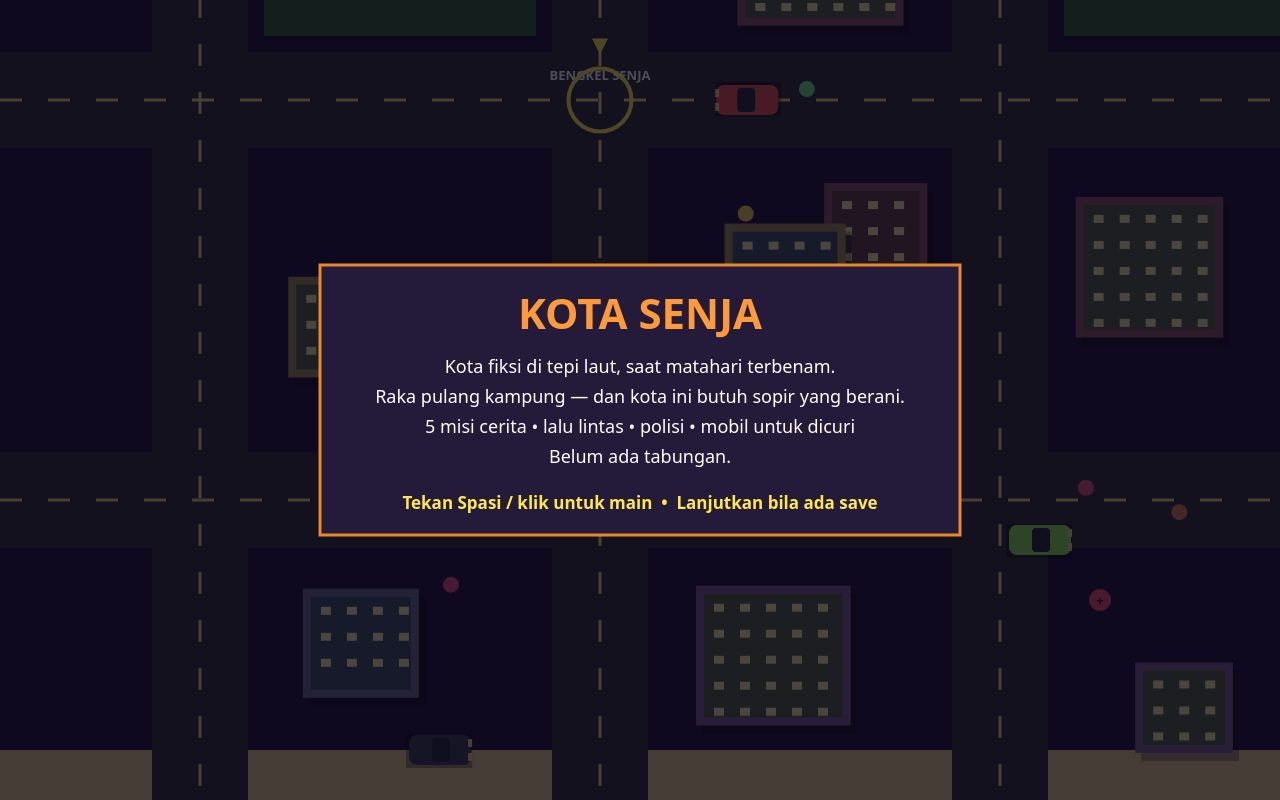 BENGKEL SENJA
KOTA SENJA
Kota fiksi di tepi laut, saat matahari terbenam.
Raka pulang kampung — dan kota ini butuh sopir yang berani.
5 misi cerita • lalu lintas • polisi • mobil untuk dicuri
Belum ada tabungan.
Tekan Spasi / klik untuk main • Lanjutkan bila ada save
+